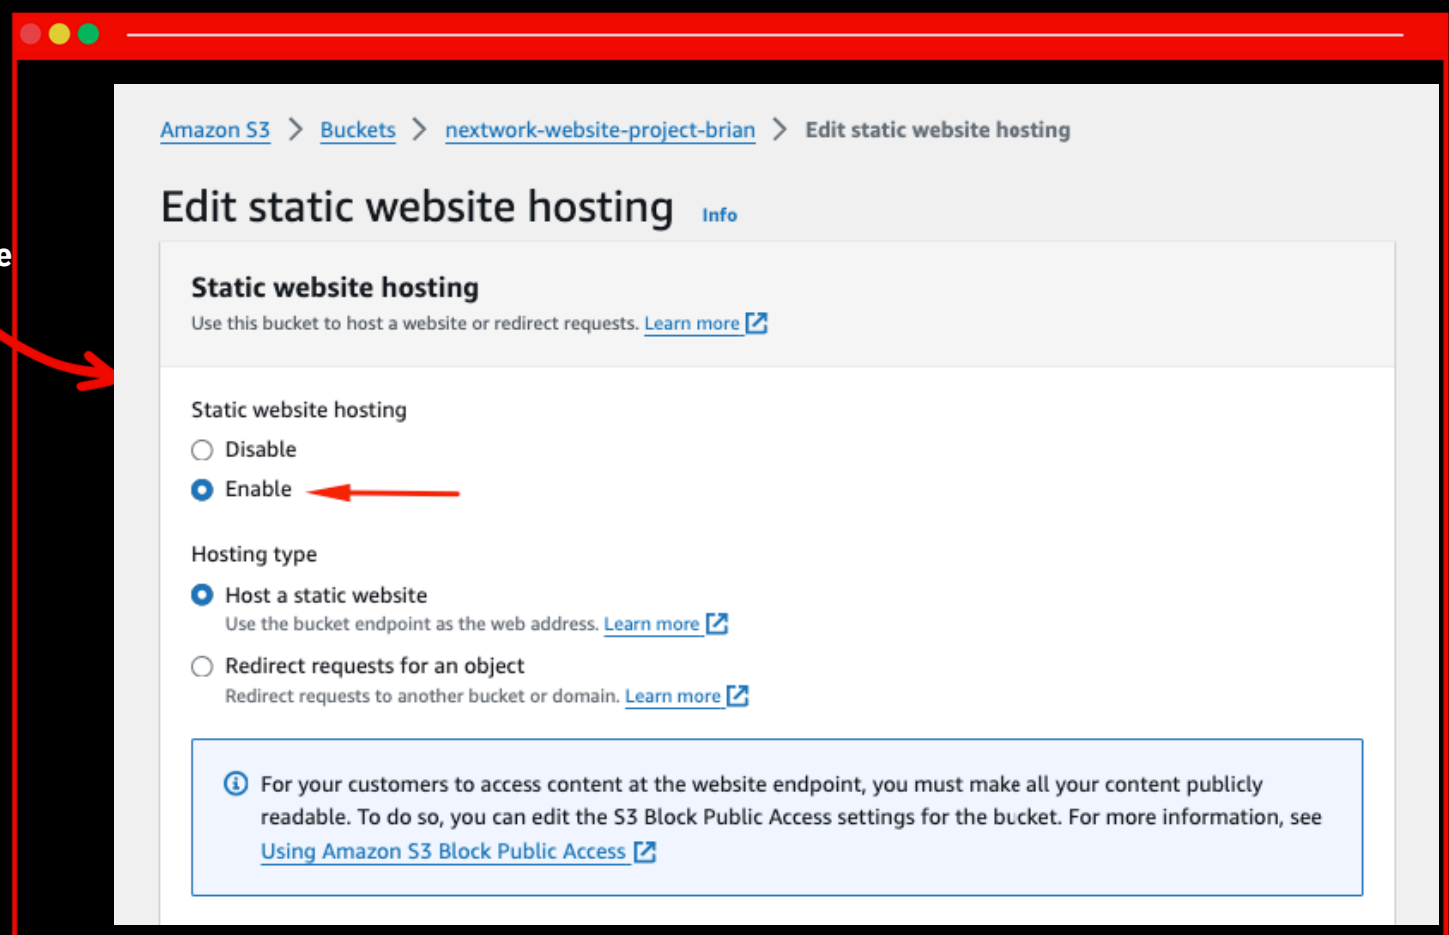 Amazon S3 > Buckets > nextwork-website-project-brian > Edit static website hosting
Edit static website hosting Info
e
Static website hosting
Use this bucket to host a website or redirect requests. Learn more
Static website hosting
Disable
Enable
Hosting type
Host a static website
Use the bucket endpoint as the web address. Learn more
Redirect requests for an object
Redirect requests to another bucket or domain. Learn more
For your customers to access content at the website endpoint, you must make all your content publicly
readable. To do so, you can edit the S3 Block Public Access settings for the bucket. For more information, see
Using Amazon S3 Block Public Access